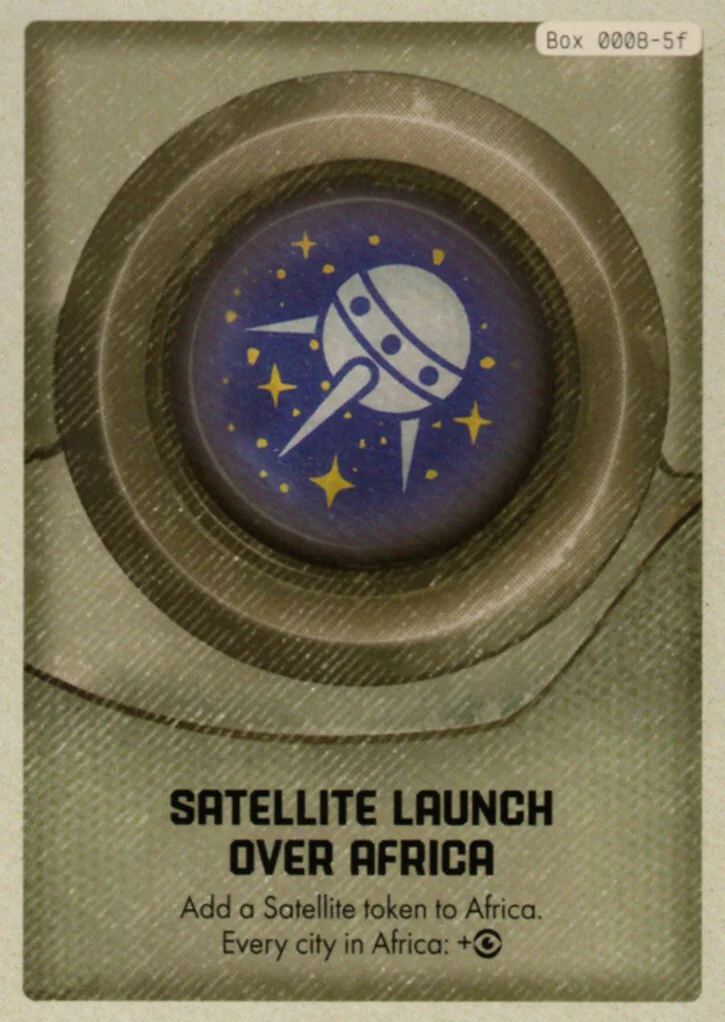 Box 0008-5f
SATELLITE LAUNCH
OVER AFRICA
Add a Satellite token to Africa.
Every city in Africa: +